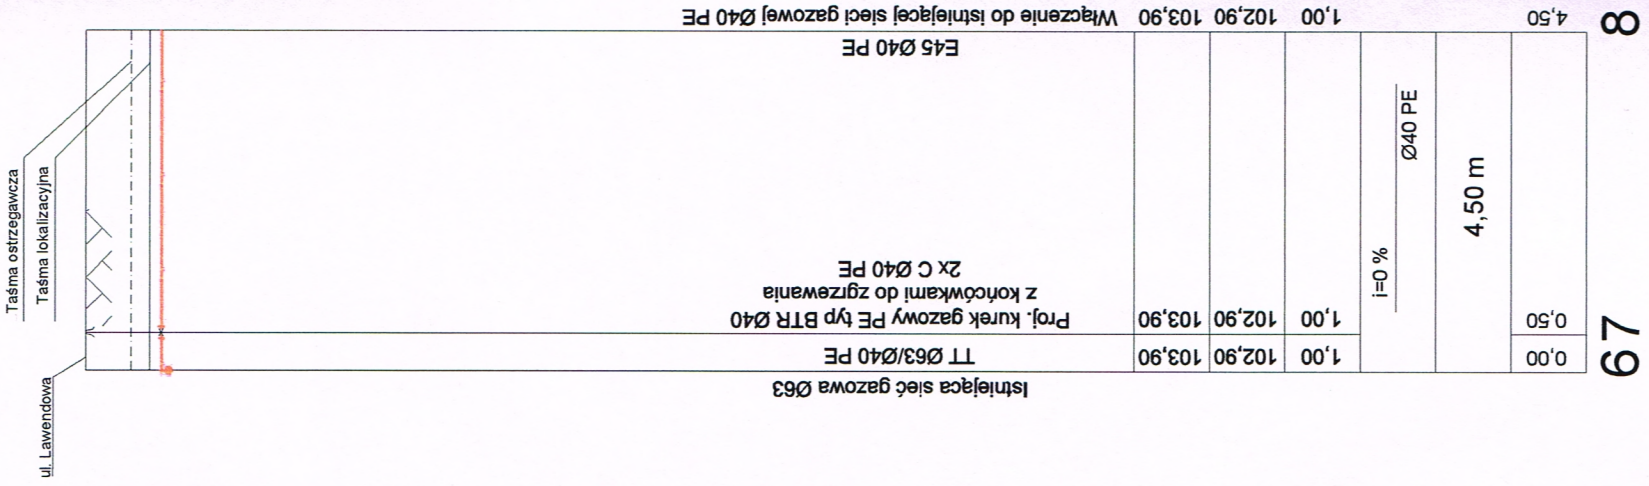 ul. Lawendowa
Taśma ostrzegawcza
Taśma lokalizacyjna
Istniejąca sieć gazowa Ø63
TT Ø63/Ø40 PE
Proj. kurek gazowy PE typ BTR Ø40
z końcówkami do zgrzewania
2x C Ø40 PE
E45 Ø40 PE
Włączenie do istniejącej sieci gazowej Ø40 PE
103,90 103,90 103,90
102,90 102,90 102,90
1,00 1,00 1,00
i=0 % Ø40 PE
4,50 m
0,00 0,50 4,50
6 7 8